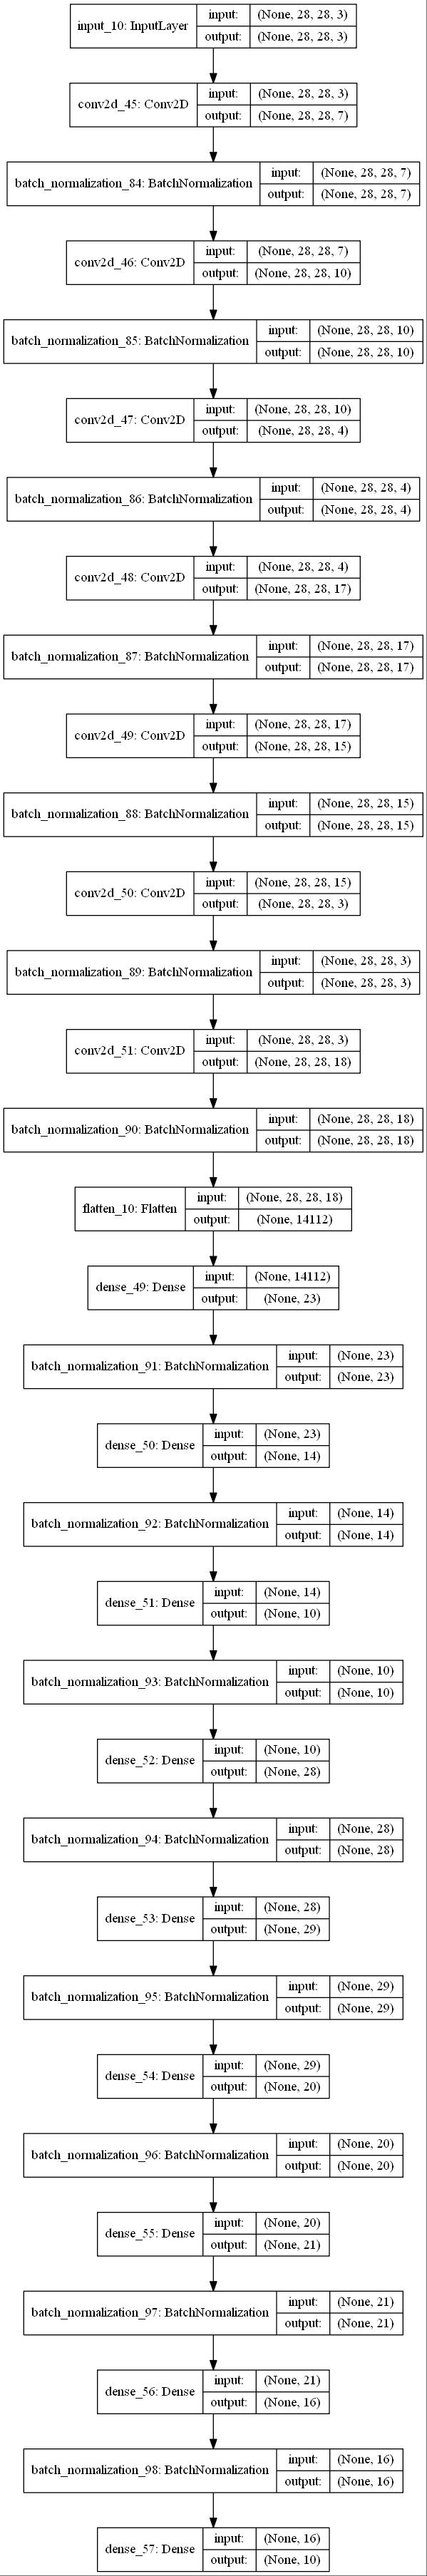 input_10: InputLayer input: (None, 28, 28, 3)
output: (None, 28, 28, 3)
conv2d_45: Conv2D input: (None, 28, 28, 3)
output: (None, 28, 28, 7)
batch_normalization_84: BatchNormalization input: (None, 28, 28, 7)
output: (None, 28, 28, 7)
conv2d_46: Conv2D input: (None, 28, 28, 7)
output: (None, 28, 28, 10)
batch_normalization_85: BatchNormalization input: (None, 28, 28, 10)
output: (None, 28, 28, 10)
conv2d_47: Conv2D input: (None, 28, 28, 10)
output: (None, 28, 28, 4)
batch_normalization_86: BatchNormalization input: (None, 28, 28, 4)
output: (None, 28, 28, 4)
conv2d_48: Conv2D input: (None, 28, 28, 4)
output: (None, 28, 28, 17)
batch_normalization_87: BatchNormalization input: (None, 28, 28, 17)
output: (None, 28, 28, 17)
conv2d_49: Conv2D input: (None, 28, 28, 17)
output: (None, 28, 28, 15)
batch_normalization_88: BatchNormalization input: (None, 28, 28, 15)
output: (None, 28, 28, 15)
conv2d_50: Conv2D input: (None, 28, 28, 15)
output: (None, 28, 28, 3)
batch_normalization_89: BatchNormalization input: (None, 28, 28, 3)
output: (None, 28, 28, 3)
conv2d_51: Conv2D input: (None, 28, 28, 3)
output: (None, 28, 28, 18)
batch_normalization_90: BatchNormalization input: (None, 28, 28, 18)
output: (None, 28, 28, 18)
flatten_10: Flatten input: (None, 28, 28, 18)
output: (None, 14112)
dense_49: Dense input: (None, 14112)
output: (None, 23)
batch_normalization_91: BatchNormalization input: (None, 23)
output: (None, 23)
dense_50: Dense input: (None, 23)
output: (None, 14)
batch_normalization_92: BatchNormalization input: (None, 14)
output: (None, 14)
dense_51: Dense input: (None, 14)
output: (None, 10)
batch_normalization_93: BatchNormalization input: (None, 10)
output: (None, 10)
dense_52: Dense input: (None, 10)
output: (None, 28)
batch_normalization_94: BatchNormalization input: (None, 28)
output: (None, 28)
dense_53: Dense input: (None, 28)
output: (None, 29)
batch_normalization_95: BatchNormalization input: (None, 29)
output: (None, 29)
dense_54: Dense input: (None, 29)
output: (None, 20)
batch_normalization_96: BatchNormalization input: (None, 20)
output: (None, 20)
dense_55: Dense input: (None, 20)
output: (None, 21)
batch_normalization_97: BatchNormalization input: (None, 21)
output: (None, 21)
dense_56: Dense input: (None, 21)
output: (None, 16)
batch_normalization_98: BatchNormalization input: (None, 16)
output: (None, 16)
dense_57: Dense input: (None, 16)
output: (None, 10)